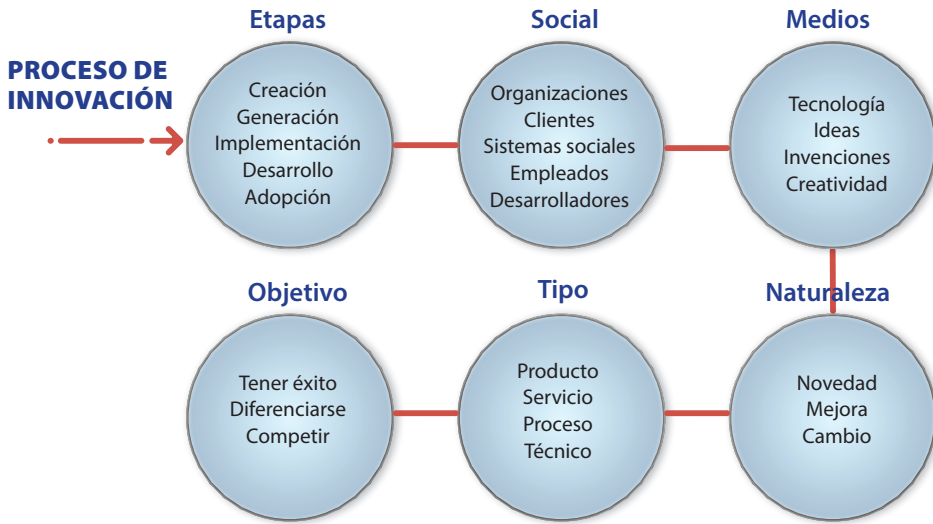 PROCESO DE
INNOVACIÓN
Etapas
Creación
Generación
Implementación
Desarrollo
Adopción
Social
Organizaciones
Clientes
Sistemas sociales
Empleados
Desarrolladores
Medios
Tecnología
Ideas
Invenciones
Creatividad
Naturaleza
Novedad
Mejora
Cambio
Tipo
Producto
Servicio
Proceso
Técnico
Objetivo
Tener éxito
Diferenciarse
Competir